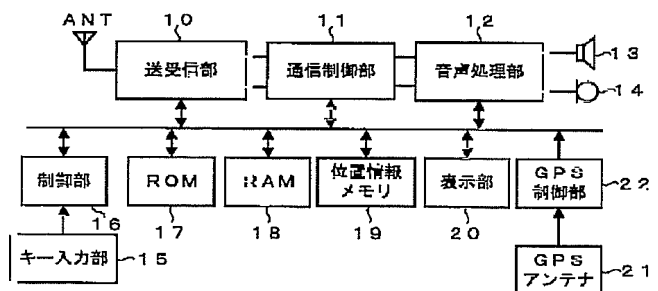 ANT
10
11
12
送受信部
通信制御部
音声処理部
13
14
制御部
ROM
RAM
位置情報
メモリ
表示部
GPS
制御部
22
16
17
18
19
20
キー入力部
15
GPS
アンテナ
21